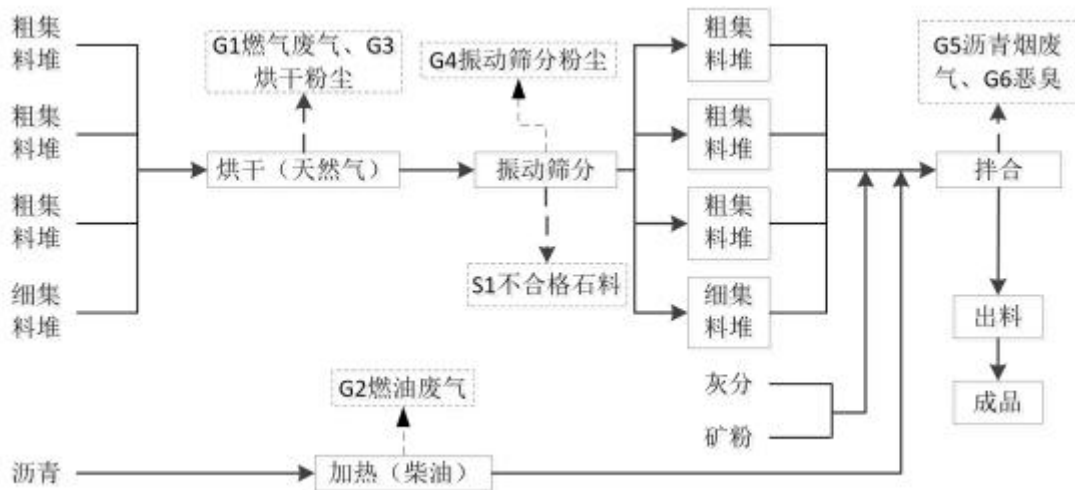 粗集
料堆
粗集
料堆
粗集
料堆
细集
料堆
G1燃气废气、G3
烘干粉尘
烘干（天然气）
G4振动筛分粉尘
振动筛分
S1不合格石料
粗集
料堆
粗集
料堆
粗集
料堆
细集
料堆
灰分
矿粉
G5沥青烟废
气、G6恶臭
拌合
出料
成品
G2燃油废气
沥青
加热（柴油）